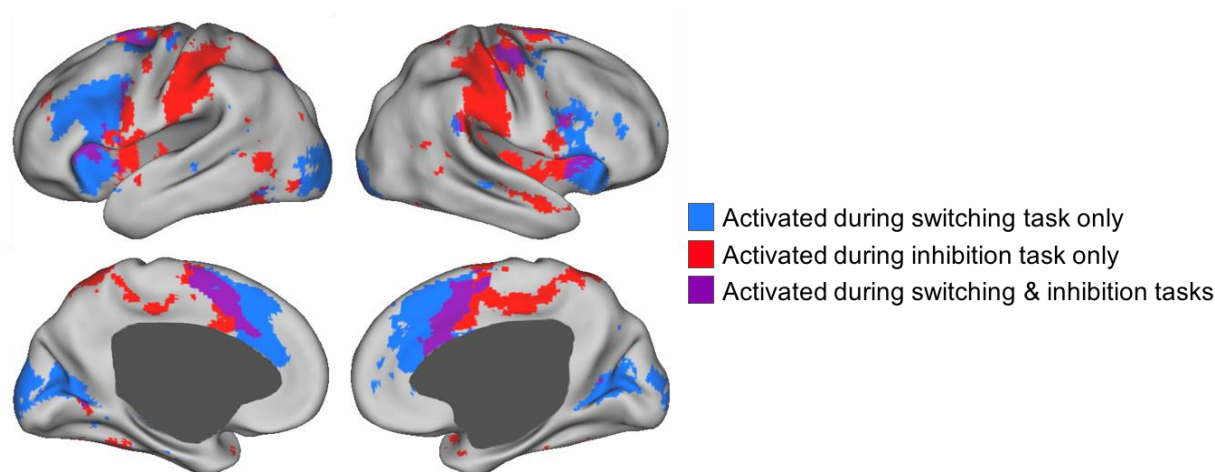 Activated during switching task only
Activated during inhibition task only
Activated during switching & inhibition tasks